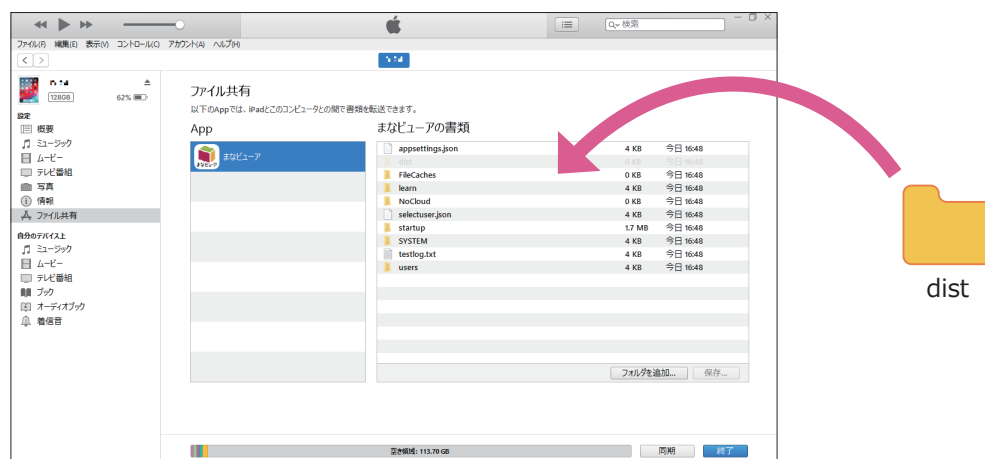 検索
ファイル(F) 編集(E) 表示(V) コントロール(C) アカウント(A) ヘルプ(H)
128GB 62%
設定
概要
ミュージック
ムービー
テレビ番組
写真
情報
ファイル共有
自分のデバイス上
ミュージック
ムービー
テレビ番組
ブック
オーディオブック
着信音
ファイル共有
以下のAppでは、iPadとこのコンピュータとの間で書類を転送できます。
App
まなビューア
まなビューア
まなビューアの書類
appsettings.json 4 KB 今日 16:48
dist 0 KB 今日 16:48
FileCaches 0 KB 今日 16:48
learn 4 KB 今日 16:48
NoCloud 0 KB 今日 16:48
selectuser.json 4 KB 今日 16:48
startup 1.7 MB 今日 16:48
SYSTEM 4 KB 今日 16:48
testlog.txt 4 KB 今日 16:48
users 4 KB 今日 16:48
フォルダを追加... 保存...
空き領域: 113.70 GB
同期 終了
dist